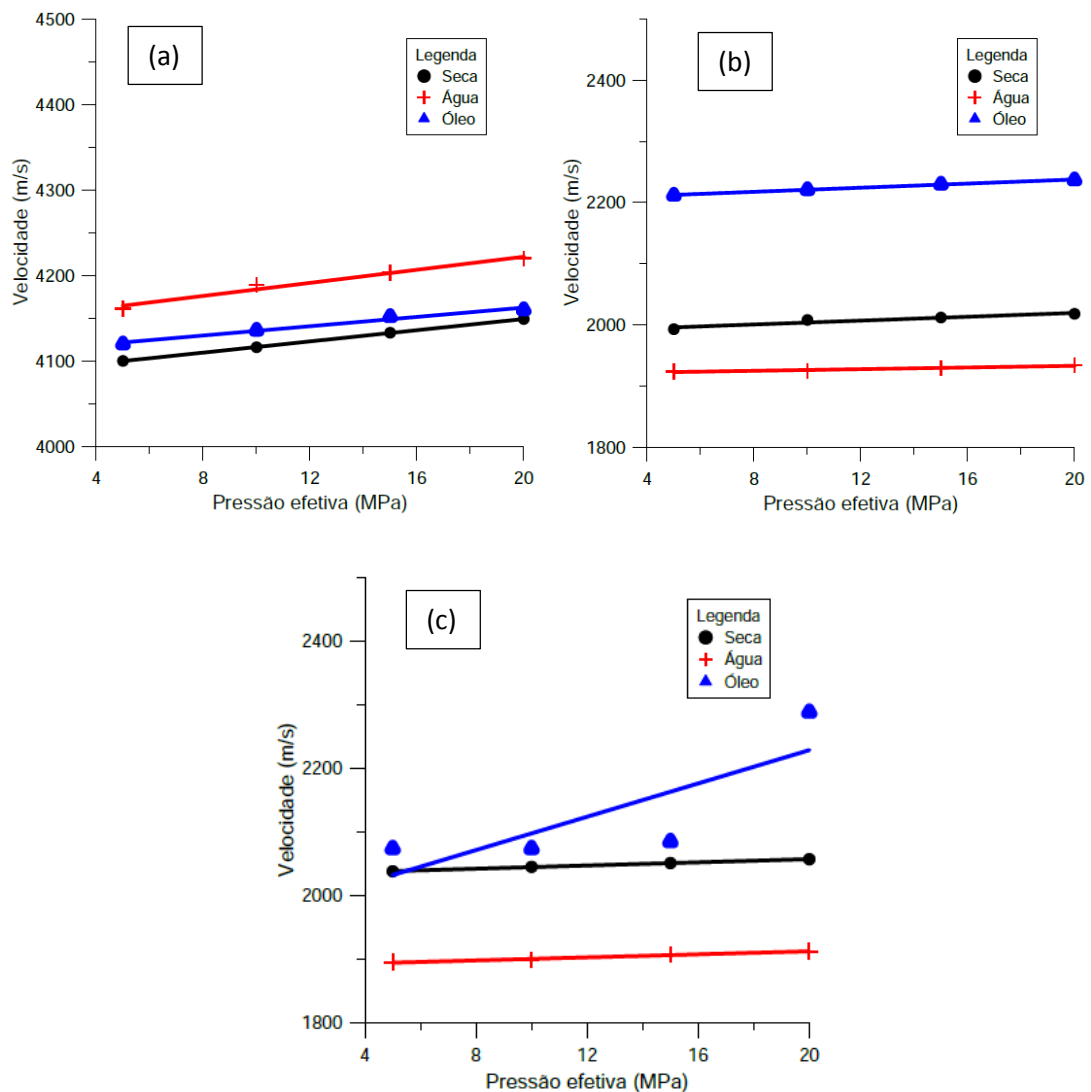 (a)
Legenda
Seca
Água
Óleo
4500
4400
4300
4200
4100
4000
Velocidade (m/s)
4 8 12 16 20
Pressão efetiva (MPa)
(b)
Legenda
Seca
Água
Óleo
2400
2200
2000
1800
Velocidade (m/s)
4 8 12 16 20
Pressão efetiva (MPa)
(c)
Legenda
Seca
Água
Óleo
2400
2200
2000
1800
Velocidade (m/s)
4 8 12 16 20
Pressão efetiva (MPa)